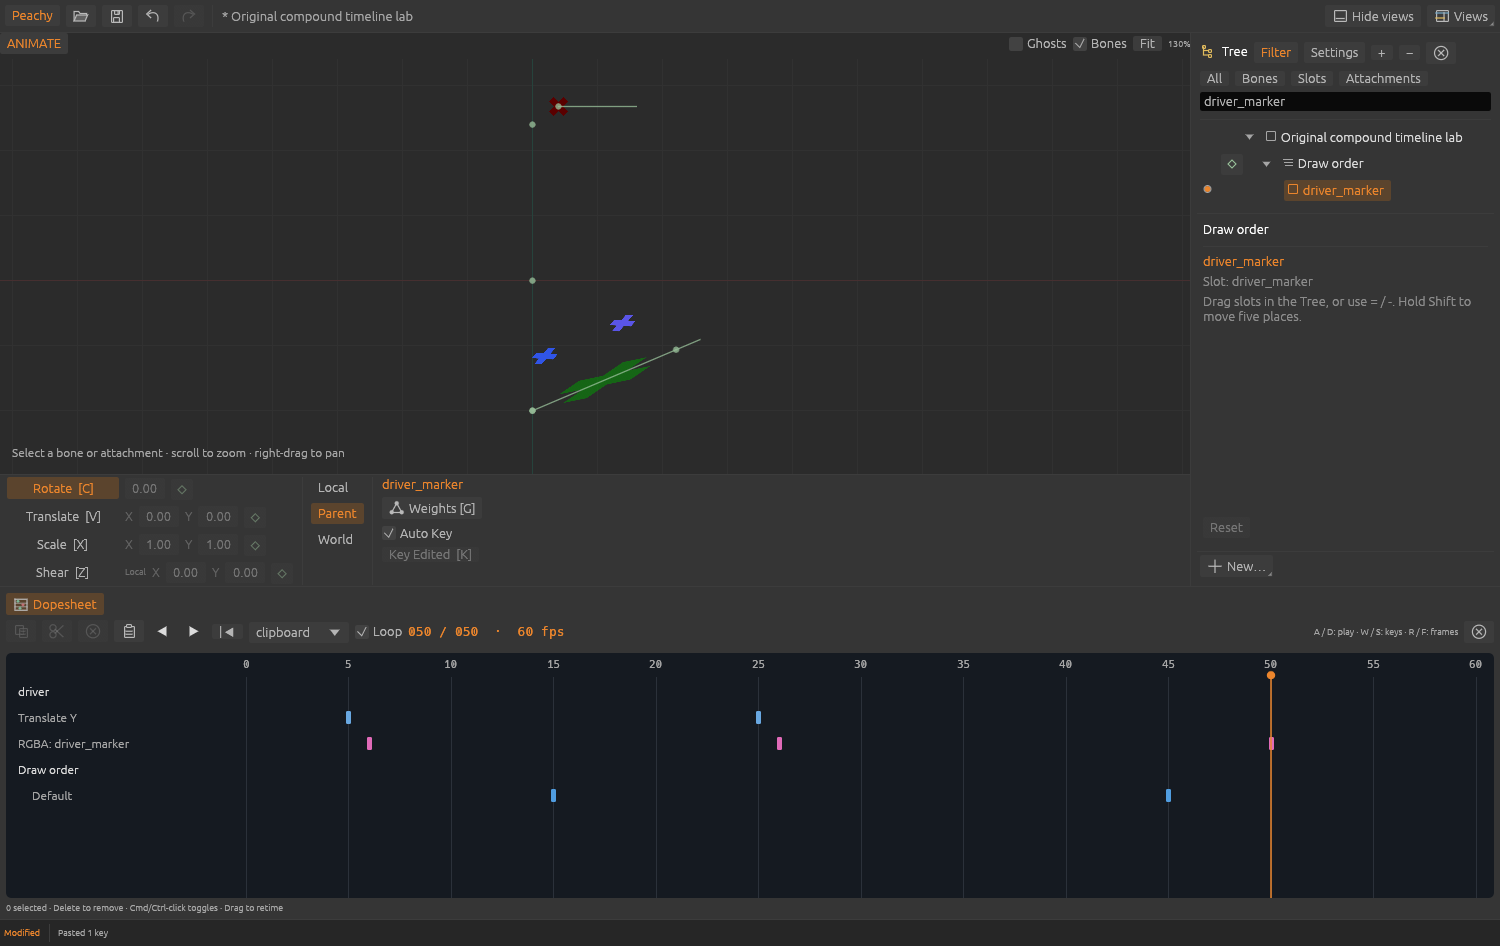 Peachy
* Original compound timeline lab
Hide views
Views
ANIMATE
Ghosts
Bones
Fit
130%
Tree
Filter
Settings
+
−
All
Bones
Slots
Attachments
driver_marker
Original compound timeline lab
Draw order
driver_marker
Draw order
driver_marker
Slot: driver_marker
Drag slots in the Tree, or use = / -. Hold Shift to
move five places.
Reset
New...
Select a bone or attachment · scroll to zoom · right-drag to pan
Rotate [C] 0.00
Translate [V] X 0.00 Y 0.00
Scale [X] X 1.00 Y 1.00
Shear [Z] Local X 0.00 Y 0.00
Local
Parent
World
driver_marker
Weights [G]
Auto Key
Key Edited [K]
Dopesheet
clipboard
Loop
050 / 050 · 60 fps
A / D: play · W / S: keys · R / F: frames
0 5 10 15 20 25 30 35 40 45 50 55 60
driver
Translate Y
RGBA: driver_marker
Draw order
Default
0 selected · Delete to remove · Cmd/Ctrl-click toggles · Drag to retime
Modified
Pasted 1 key